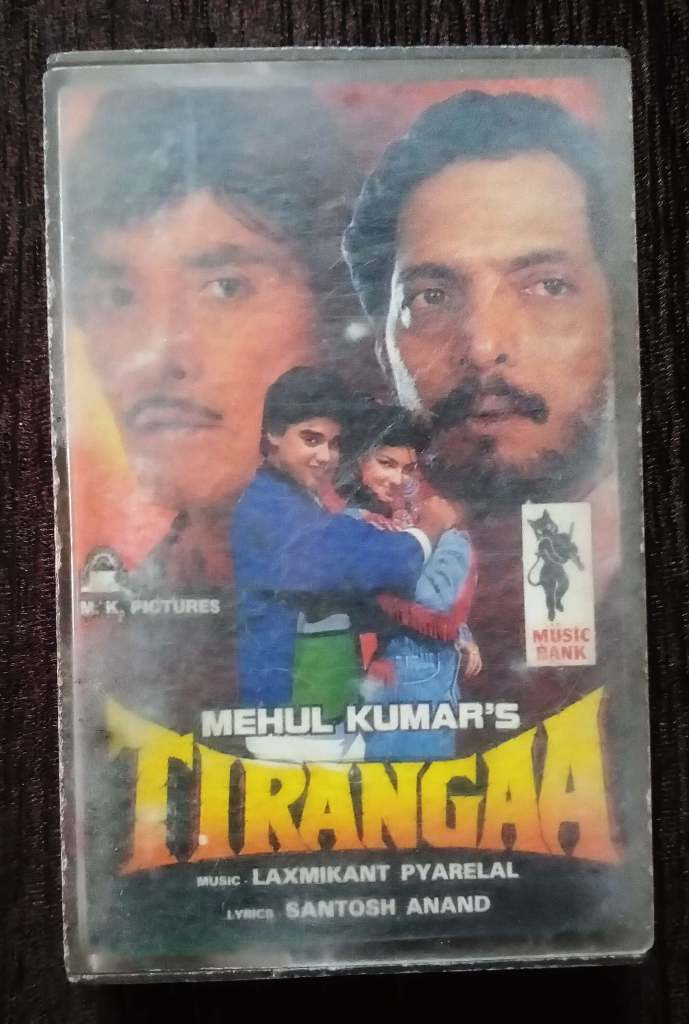 M. K. PICTURES
MUSIC
BANK
MEHUL KUMAR'S
TIRANGAA
MUSIC - LAXMIKANT PYARELAL
LYRICS SANTOSH ANAND